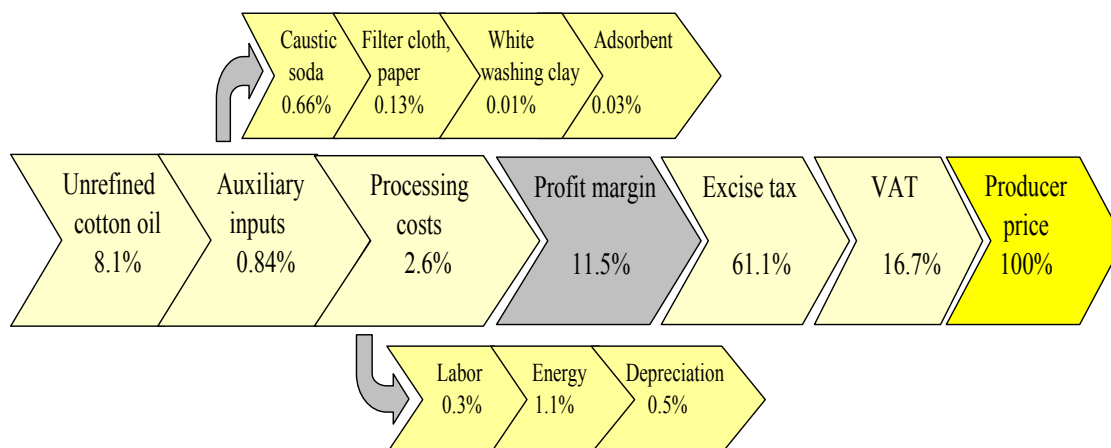 Caustic
soda
0.66%
Filter cloth,
paper
0.13%
White
washing clay
0.01%
Adsorbent
0.03%
Unrefined
cotton oil
8.1%
Auxiliary
inputs
0.84%
Processing
costs
2.6%
Profit margin
11.5%
Excise tax
61.1%
VAT
16.7%
Producer
price
100%
Labor
0.3%
Energy
1.1%
Depreciation
0.5%